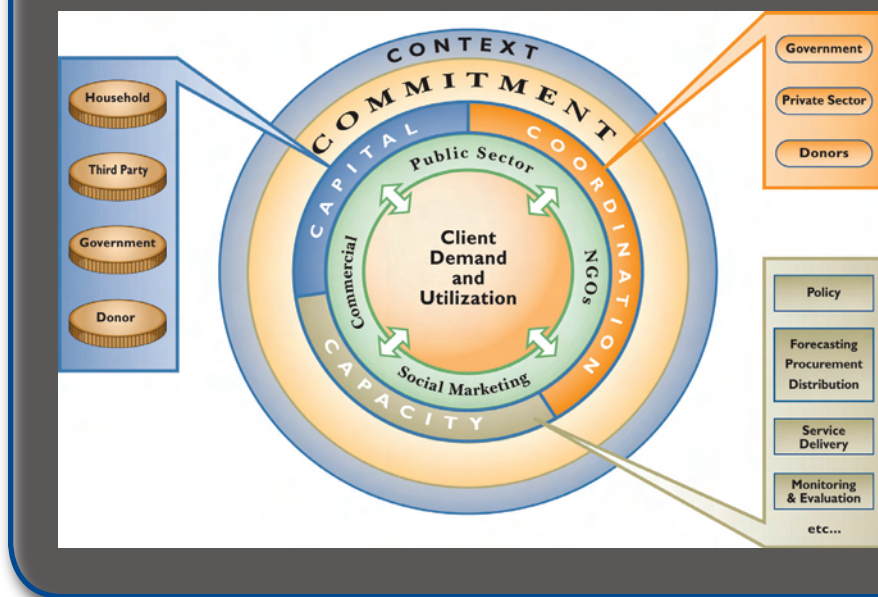 CONTEXT
COMMITMENT
CAPITAL
COORDINATION
CAPACITY
Public Sector
NGOs
Social Marketing
Commercial
Client
Demand
and
Utilization
Household
Third Party
Government
Donor
Government
Private Sector
Donors
Policy
Forecasting
Procurement
Distribution
Service
Delivery
Monitoring
& Evaluation
etc...